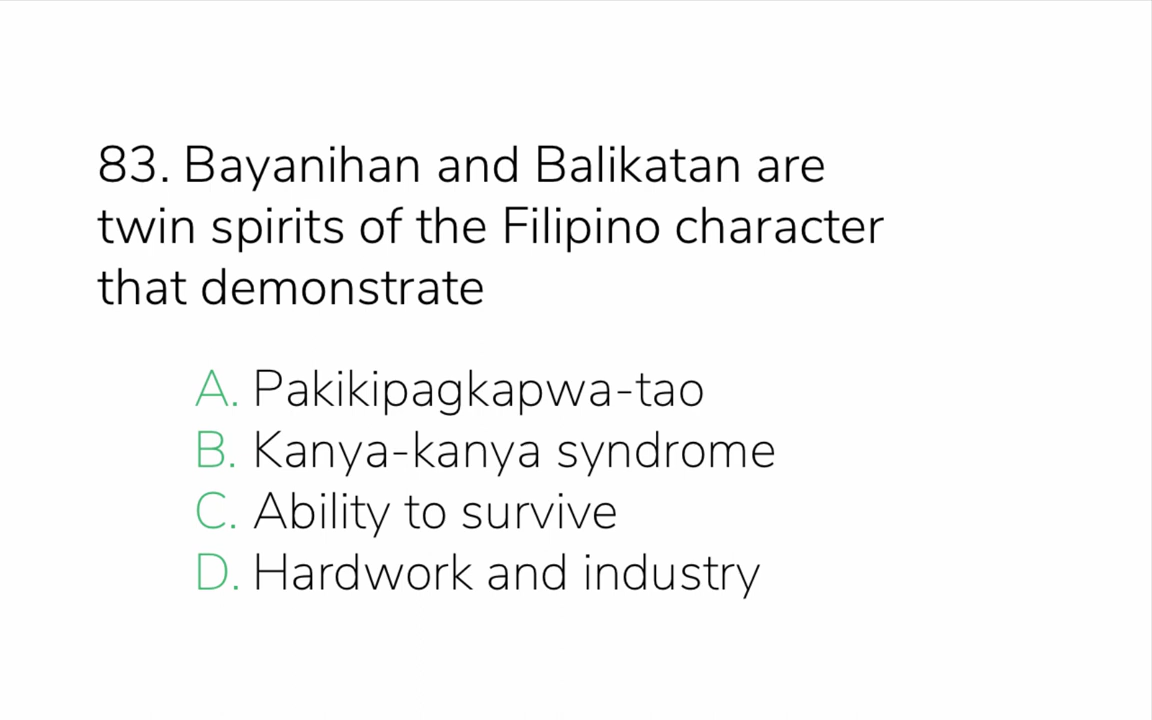 83. Bayanihan and Balikatan are
twin spirits of the Filipino character
that demonstrate
A. Pakikipagkapwa-tao
B. Kanya-kanya syndrome
C. Ability to survive
D. Hardwork and industry